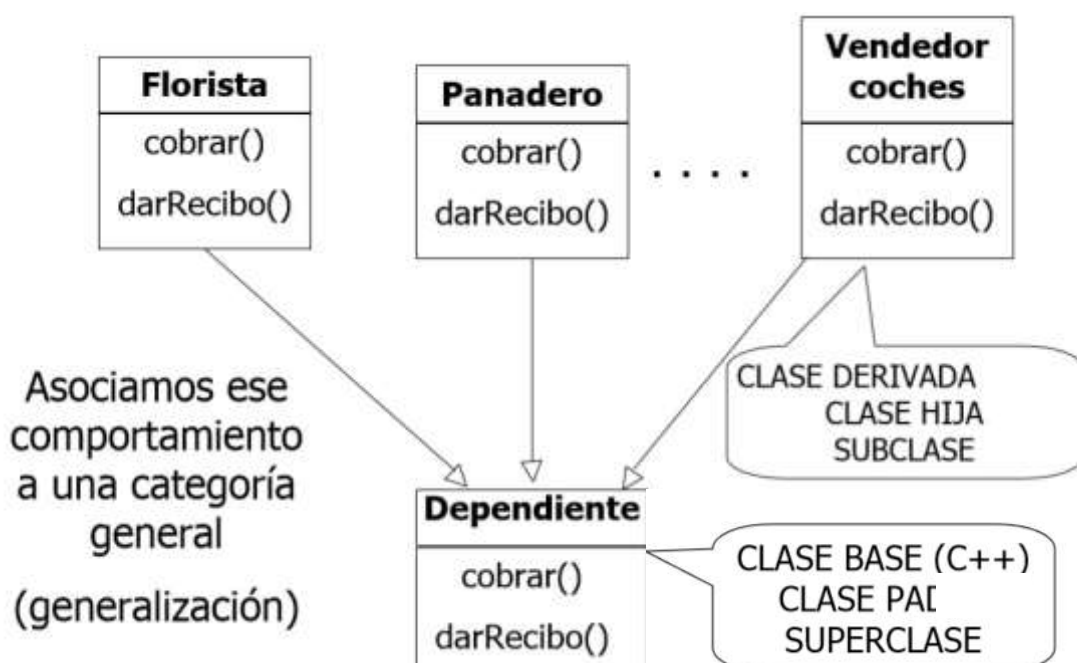 Florista
cobrar()
darRecibo()
Panadero
cobrar()
darRecibo()
. . . .
Vendedor
coches
cobrar()
darRecibo()
CLASE DERIVADA
CLASE HIJA
SUBCLASE
Asociamos ese
comportamiento
a una categoría
general
(generalización)
Dependiente
cobrar()
darRecibo()
CLASE BASE (C++)
CLASE
SUPERCLASE